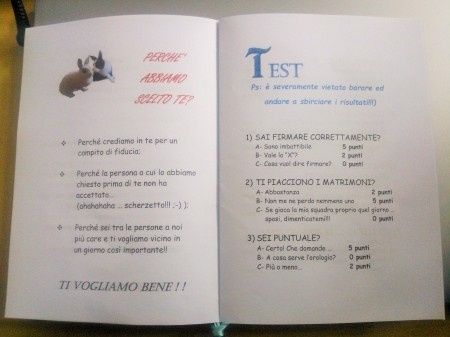 PERCHE'
ABBIAMO
SCELTO TE?
Perché crediamo in te per un
compito di fiducia;
Perché la persona a cui lo abbiamo
chiesto prima di te non ha
accettato...
(ahahahaha ... scherzetto!!! ;-) );
Perché sei tra le persone a noi
più care e ti vogliamo vicino in
un giorno così importante!!
TI VOGLIAMO BENE ! !
TEST
Ps: è severamente vietato barare ed
andare a sbirciare i risultati!!)
1) SAI FIRMARE CORRETTAMENTE?
A- Sono imbattibile 5 punti
B- Vale la "X"? 2 punti
C- Cosa vuol dire firmare? 0 punti
2) TI PIACCIONO I MATRIMONI?
A- Abbastanza 2 punti
B- Non me ne perdo nemmeno uno 5 punti
C- Se gioca la mia squadra proprio quel giorno ...
sposi, dimenticatemi!!! 0 punti
3) SEI PUNTUALE?
A- Certo! Che domande ... 5 punti
B- A cosa serve l'orologio? 0 punti
C- Più o meno... 2 punti